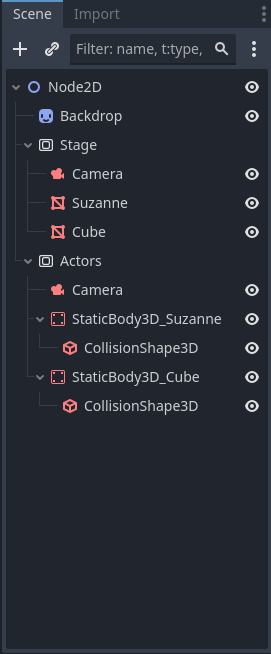 Scene Import
Filter: name, t:type,
Node2D
Backdrop
Stage
Camera
Suzanne
Cube
Actors
Camera
StaticBody3D_Suzanne
CollisionShape3D
StaticBody3D_Cube
CollisionShape3D